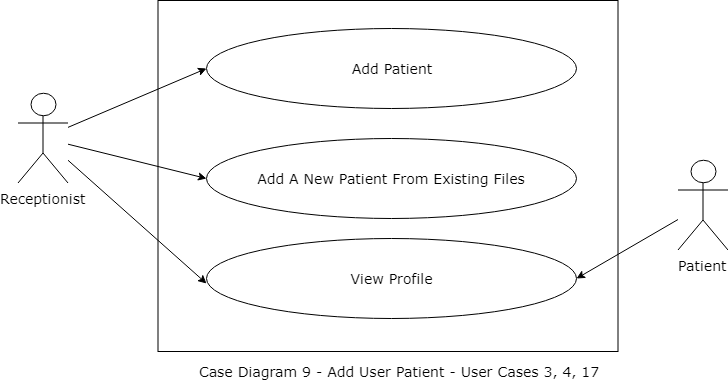 Add Patient
Receptionist
Add A New Patient From Existing Files
Patient
View Profile
Case Diagram 9 - Add User Patient - User Cases 3, 4, 17